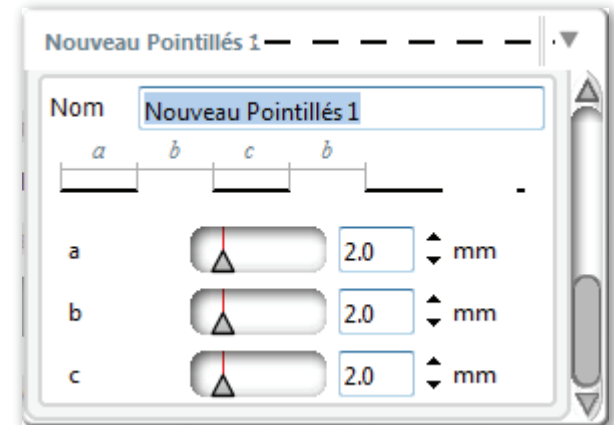 Nouveau Pointillés 1
Nom Nouveau Pointillés 1
a b c b
a 2.0 mm
b 2.0 mm
c 2.0 mm